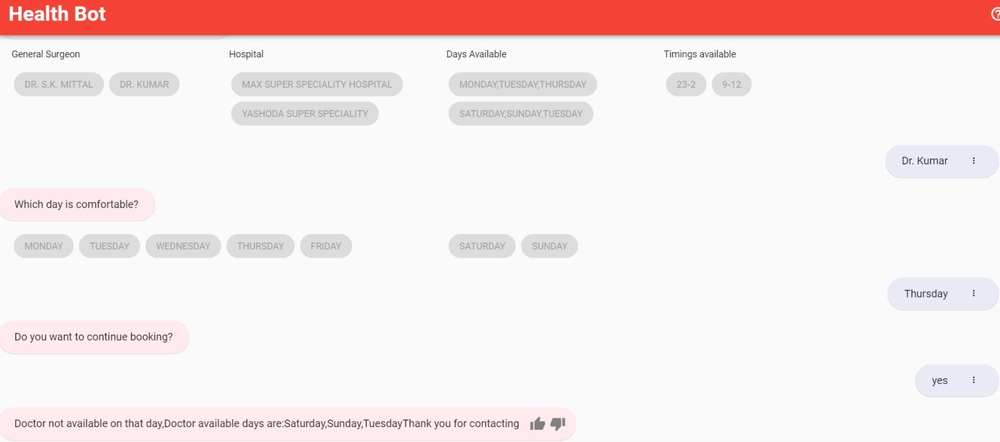 Health Bot
General Surgeon Hospital Days Available Timings available
DR. S.K. MITTAL DR. KUMAR MAX SUPER SPECIALITY HOSPITAL MONDAY,TUESDAY,THURSDAY 23-2 9-12
YASHODA SUPER SPECIALITY SATURDAY,SUNDAY,TUESDAY
Dr. Kumar
Which day is comfortable?
MONDAY TUESDAY WEDNESDAY THURSDAY FRIDAY SATURDAY SUNDAY
Thursday
Do you want to continue booking?
yes
Doctor not available on that day,Doctor available days are:Saturday,Sunday,TuesdayThank you for contacting